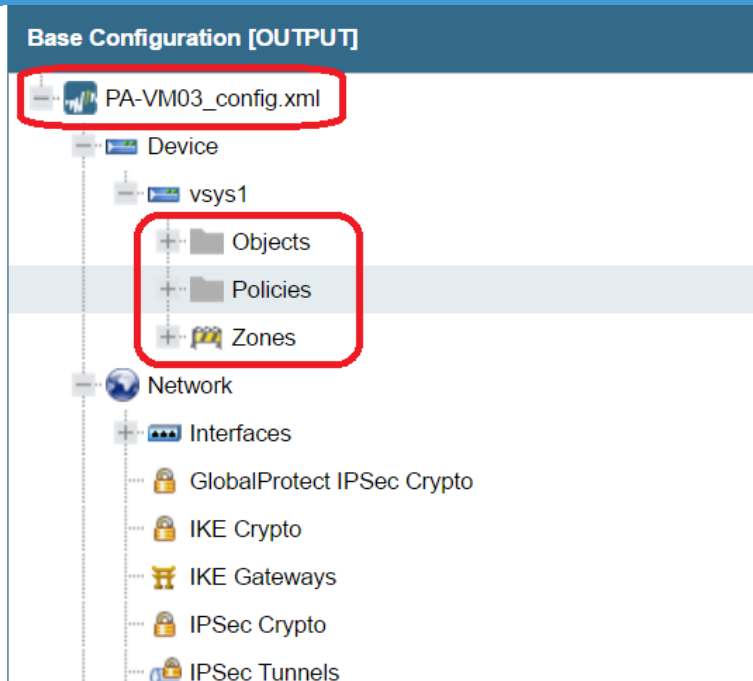 Base Configuration [OUTPUT]
PA-VM03_config.xml
Device
vsys1
Objects
Policies
Zones
Network
Interfaces
GlobalProtect IPSec Crypto
IKE Crypto
IKE Gateways
IPSec Crypto
IPSec Tunnels